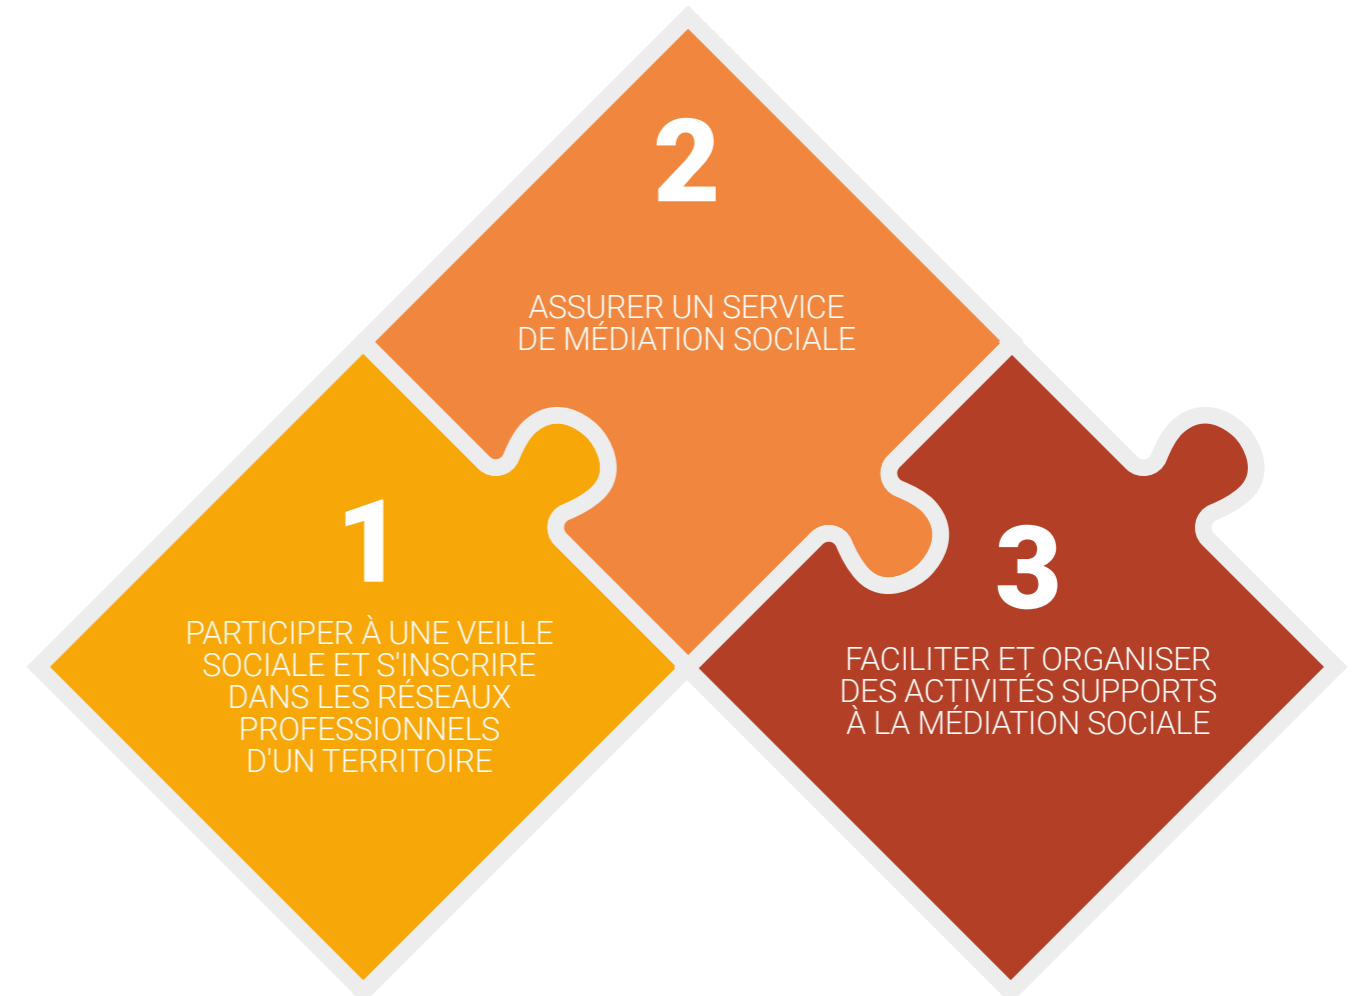 1
PARTICIPER À UNE VEILLE
SOCIALE ET S'INSCRIRE
DANS LES RÉSEAUX
PROFESSIONNELS
D'UN TERRITOIRE
2
ASSURER UN SERVICE
DE MÉDIATION SOCIALE
3
FACILITER ET ORGANISER
DES ACTIVITÉS SUPPORTS
À LA MÉDIATION SOCIALE